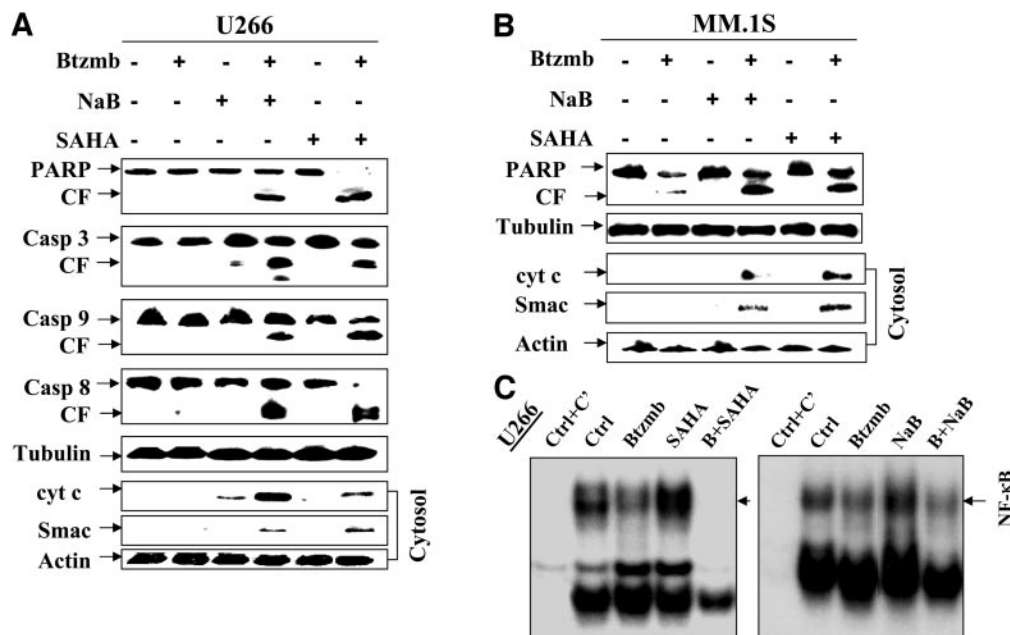 A
U266
Btzmb - + - + - +
NaB - - + + - -
SAHA - - - - + +
PARP
CF
Casp 3
CF
Casp 9
CF
Casp 8
CF
Tubulin
cyt c
Smac
Actin
Cytosol
B
MM.1S
Btzmb - + - + - +
NaB - - + + - -
SAHA - - - - + +
PARP
CF
Tubulin
cyt c
Smac
Actin
Cytosol
C
U266
Ctrl+C' Ctrl Btzmb SAHA B+SAHA
Ctrl+C' Ctrl Btzmb NaB B+NaB
NF-κB